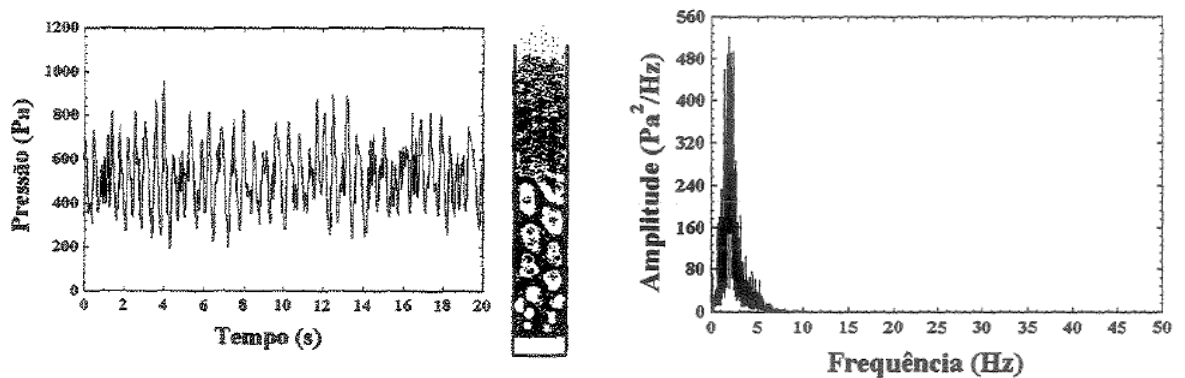 1200
1000
800
600
400
200
0
Pressão (Pa)
0 2 4 6 8 10 12 14 16 18 20
Tempo (s)
560
480
400
320
240
160
80
0
Amplitude (Pa²/Hz)
0 5 10 15 20 25 30 35 40 45 50
Frequência (Hz)